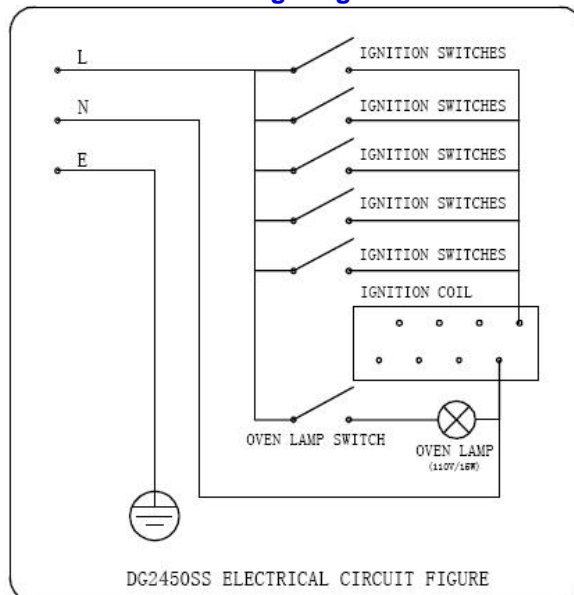 L
IGNITION SWITCHES
N
IGNITION SWITCHES
E
IGNITION SWITCHES
IGNITION SWITCHES
IGNITION SWITCHES
IGNITION COIL
OVEN LAMP SWITCH
OVEN LAMP
(110V/15W)
DG2450SS ELECTRICAL CIRCUIT FIGURE